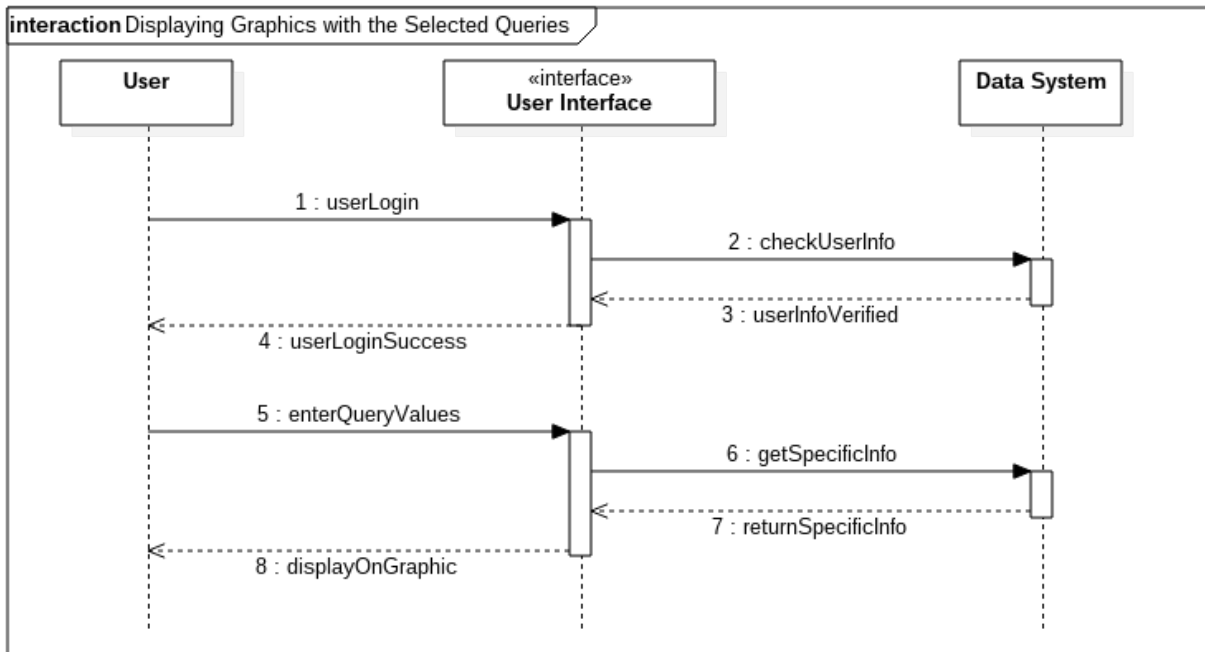 interaction Displaying Graphics with the Selected Queries
User
«interface»
User Interface
Data System
1 : userLogin
2 : checkUserInfo
3 : userInfoVerified
4 : userLoginSuccess
5 : enterQueryValues
6 : getSpecificInfo
7 : returnSpecificInfo
8 : displayOnGraphic